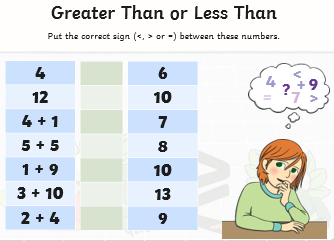 Greater Than or Less Than
Put the correct sign (<, > or =) between these numbers.
4 6
12 10
4 + 1 7
5 + 5 8
1 + 9 10
3 + 10 13
2 + 4 9
<
4 ? + 9
= 7 >